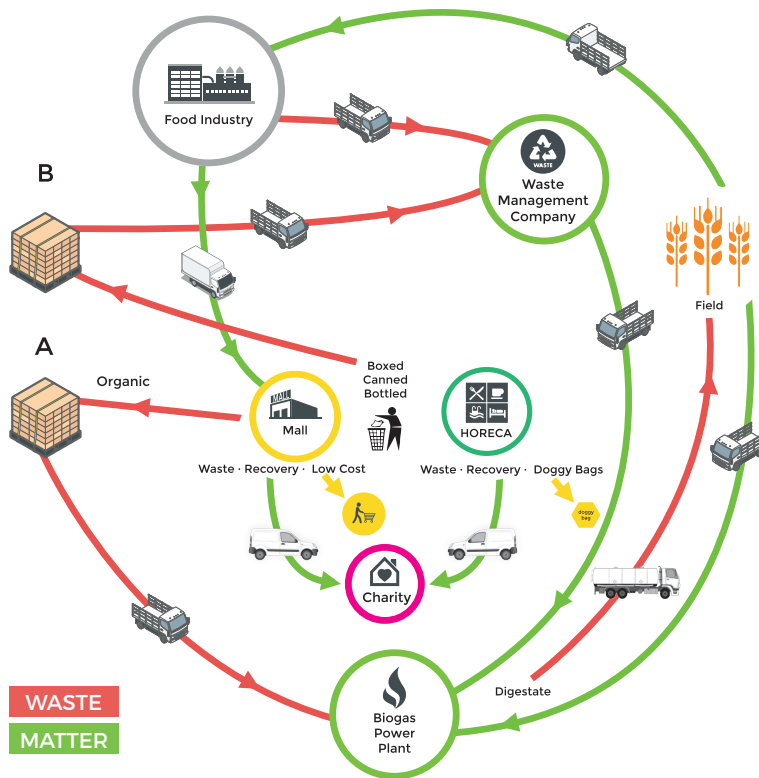 Food Industry
WASTE
Waste
Management
Company
B
Field
A
Organic
Boxed
Canned
Bottled
MALL
Mall
HORECA
Waste · Recovery · Low Cost
Waste · Recovery · Doggy Bags
doggy
bag
Charity
Digestate
Biogas
Power
Plant
WASTE
MATTER